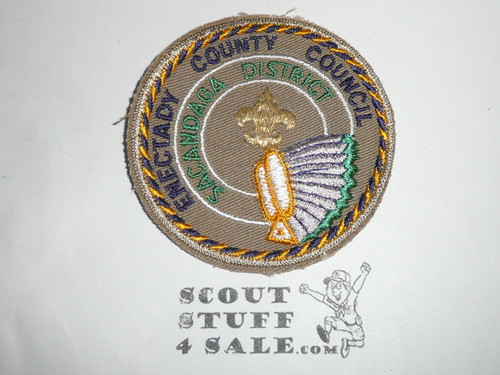 ENECTADY COUNTY COUNCIL
SACANDAGA DISTRICT
SCOUT
STUFF
4 SALE.COM